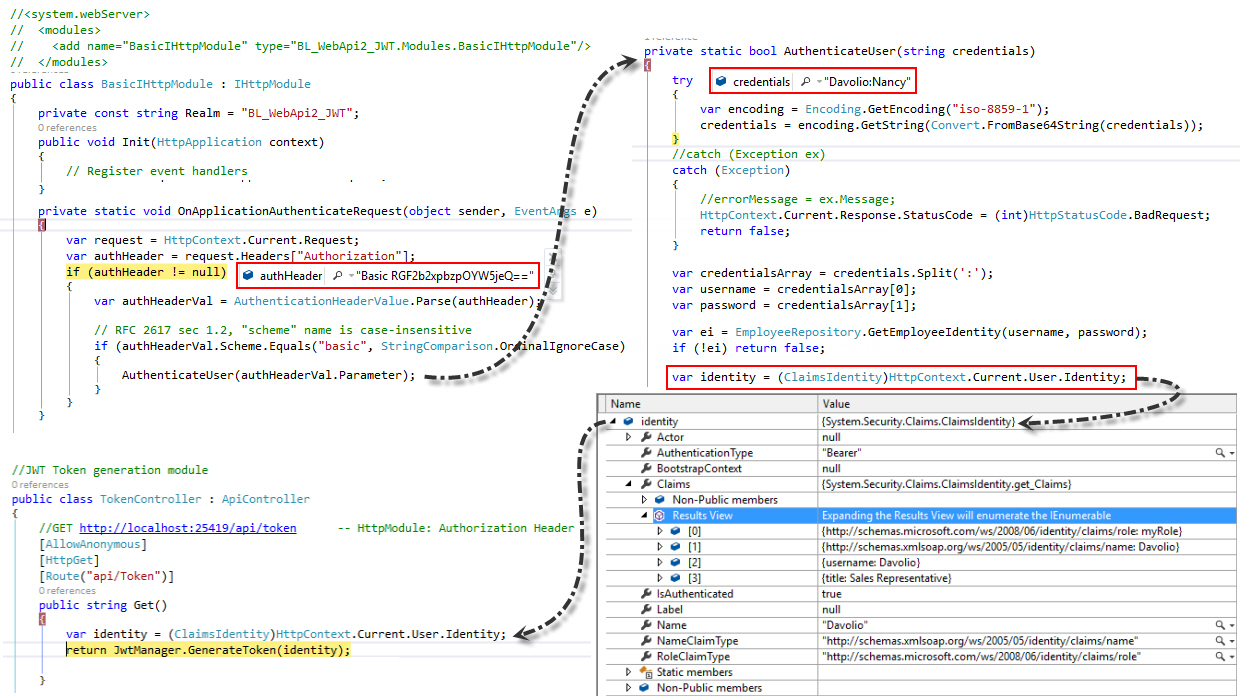 //<system.webServer>
//  <modules>
//    <add name="BasicIHttpModule" type="BL_WebApi2_JWT.Modules.BasicIHttpModule"/>
//  </modules>
public class BasicIHttpModule : IHttpModule
{
private const string Realm = "BL_WebApi2_JWT";
0 references
public void Init(HttpApplication context)
{
// Register event handlers
}
private static void OnApplicationAuthenticateRequest(object sender, EventArgs e)
{
var request = HttpContext.Current.Request;
var authHeader = request.Headers["Authorization"];
if (authHeader != null) authHeader "Basic RGF2b2xpbzpOYW5jeQ=="
{
var authHeaderVal = AuthenticationHeaderValue.Parse(authHeader);
// RFC 2617 sec 1.2, "scheme" name is case-insensitive
if (authHeaderVal.Scheme.Equals("basic", StringComparison.OrdinalIgnoreCase)
{
AuthenticateUser(authHeaderVal.Parameter);
}
}
}
//JWT Token generation module
0 references
public class TokenController : ApiController
{
//GET http://localhost:25419/api/token -- HttpModule: Authorization Header
[AllowAnonymous]
[HttpGet]
[Route("api/Token")]
0 references
public string Get()
{
var identity = (ClaimsIdentity)HttpContext.Current.User.Identity;
return JwtManager.GenerateToken(identity);
}
private static bool AuthenticateUser(string credentials)
{
try credentials "Davolio:Nancy"
{
var encoding = Encoding.GetEncoding("iso-8859-1");
credentials = encoding.GetString(Convert.FromBase64String(credentials));
}
//catch (Exception ex)
catch (Exception)
{
//errorMessage = ex.Message;
HttpContext.Current.Response.StatusCode = (int)HttpStatusCode.BadRequest;
return false;
}
var credentialsArray = credentials.Split(':');
var username = credentialsArray[0];
var password = credentialsArray[1];
var ei = EmployeeRepository.GetEmployeeIdentity(username, password);
if (!ei) return false;
var identity = (ClaimsIdentity)HttpContext.Current.User.Identity;
Name Value
identity {System.Security.Claims.ClaimsIdentity}
Actor null
AuthenticationType "Bearer"
BootstrapContext null
Claims {System.Security.Claims.ClaimsIdentity.get_Claims}
Non-Public members
Results View Expanding the Results View will enumerate the IEnumerable
[0] {http://schemas.microsoft.com/ws/2008/06/identity/claims/role: myRole}
[1] {http://schemas.xmlsoap.org/ws/2005/05/identity/claims/name: Davolio}
[2] {username: Davolio}
[3] {title: Sales Representative}
IsAuthenticated true
Label null
Name "Davolio"
NameClaimType "http://schemas.xmlsoap.org/ws/2005/05/identity/claims/name"
RoleClaimType "http://schemas.microsoft.com/ws/2008/06/identity/claims/role"
Static members
Non-Public members